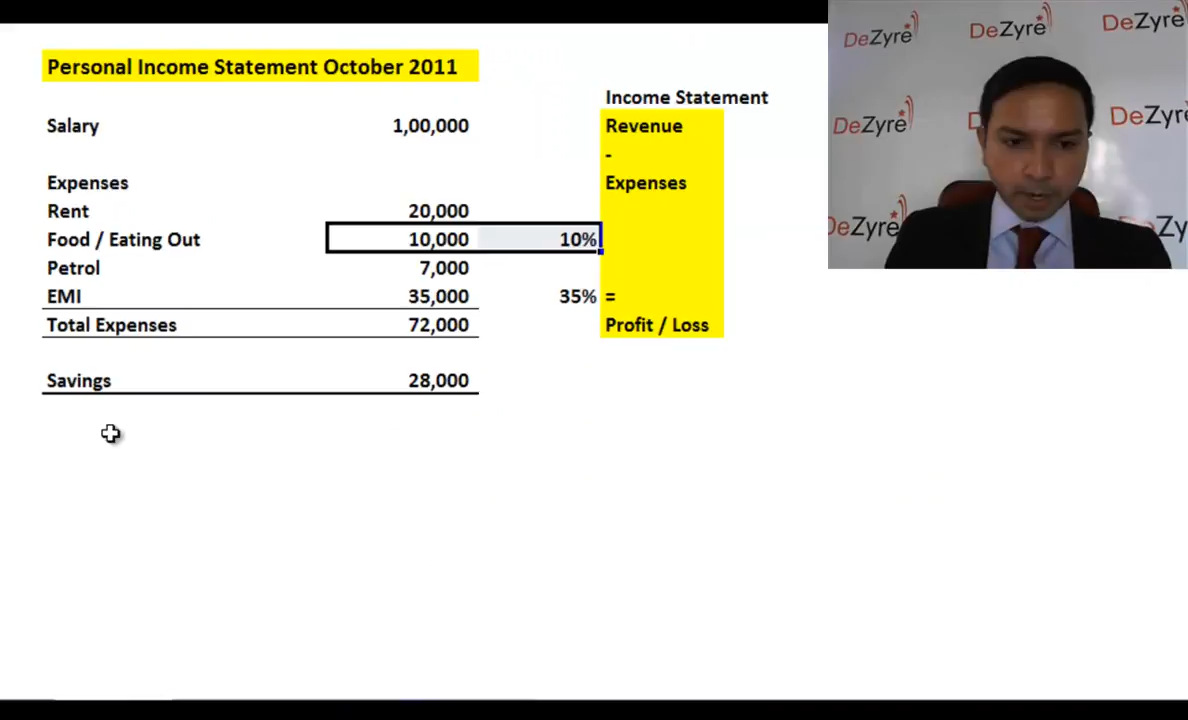 Personal Income Statement October 2011
Income Statement
Salary 1,00,000 Revenue
-
Expenses Expenses
Rent 20,000
Food / Eating Out 10,000 10%
Petrol 7,000
EMI 35,000 35% =
Total Expenses 72,000 Profit / Loss
Savings 28,000
DeZyre DeZyre DeZyre
DeZyre D DeZyr
DeZyre Zy